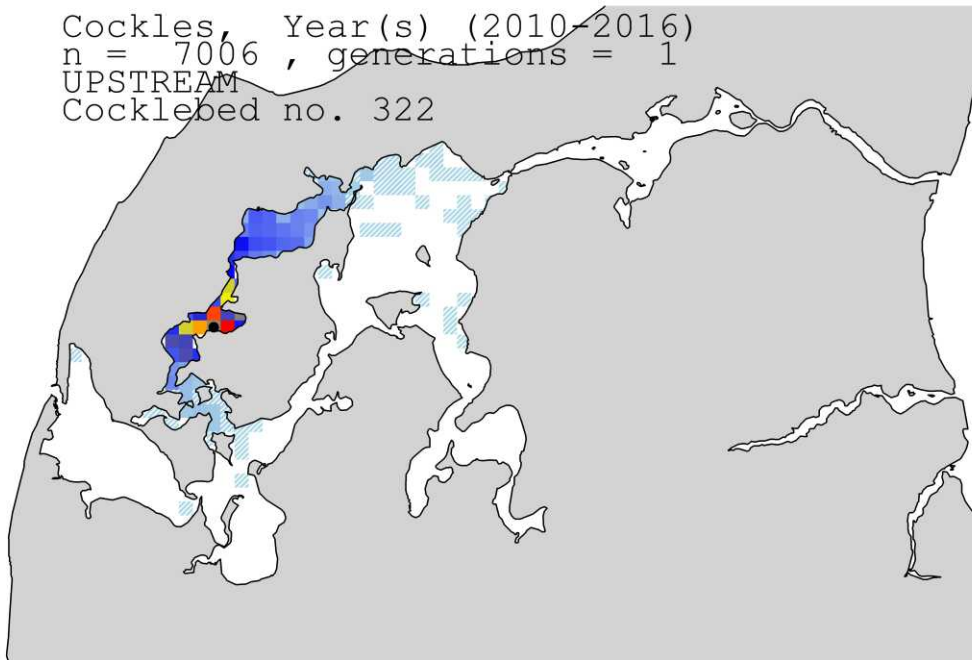 Cockles, Year(s) (2010-2016)
n = 7006 , generations = 1
UPSTREAM
Cocklebed no. 322